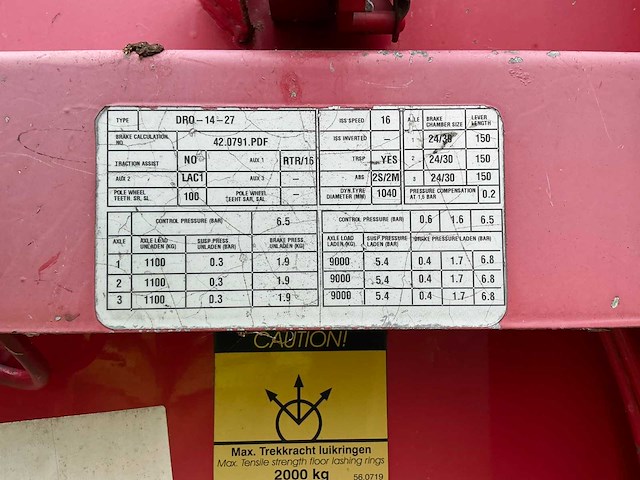 TYPE DRO-14-27 ISS SPEED 16 AXLE BRAKE CHAMBER SIZE LEVER LENGTH
BRAKE CALCULATION NO. 42.0791.PDF ISS INVERTED – 1 24/30 150
TRACTION ASSIST NO AUX 1 RTR/16 TRSP YES 2 24/30 150
AUX 2 LAC1 AUX 3 – ABS 2S/2M 3 24/30 150
POLE WHEEL TEETH SR, SL. 100 POLE WHEEL TEEHT SAR, SAL. – DYN.TYRE DIAMETER (MM) 1040 PRESSURE COMPENSATION AT 1,6 BAR 0.2
CONTROL PRESSURE (BAR) 6.5 CONTROL PRESSURE (BAR) 0.6 1.6 6.5
AXLE AXLE LOAD UNLADEN (KG) SUSP.PRESS. UNLADEN (BAR) BRAKE PRESS. UNLADEN (BAR) AXLE LOAD LADEN (KG) SUSP.PRESSUR LADEN (BAR) BRAKE PRESSURE LADEN (BAR)
1 1100 0.3 1.9 9000 5.4 0.4 1.7 6.8
2 1100 0.3 1.9 9000 5.4 0.4 1.7 6.8
3 1100 0.3 1.9 9000 5.4 0.4 1.7 6.8
CAUTION!
Max. Trekkracht luikringen
Max. Tensile strength floor lashing rings
2000 kg 56.0719